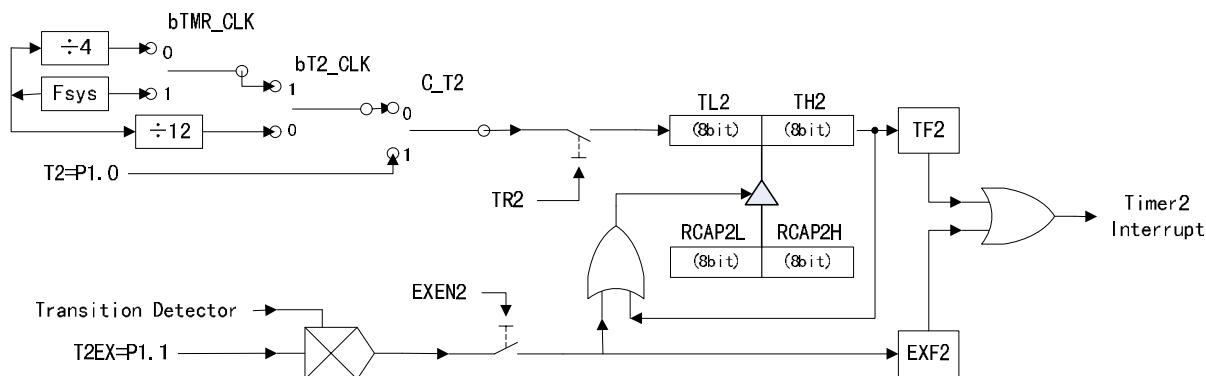 bTMR_CLK
÷4
0
bT2_CLK
Fsys
1
1
C_T2
0
÷12
0
1
T2=P1.0
TR2
TL2
TH2
(8bit)
(8bit)
TF2
RCAP2L
RCAP2H
(8bit)
(8bit)
Timer2
Interrupt
EXEN2
Transition Detector
T2EX=P1.1
EXF2